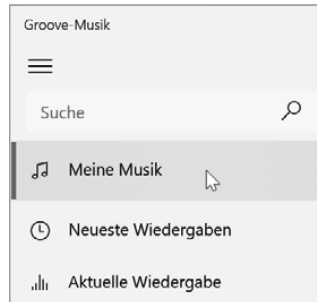 Groove-Musik
Suche
Meine Musik
Neueste Wiedergaben
Aktuelle Wiedergabe